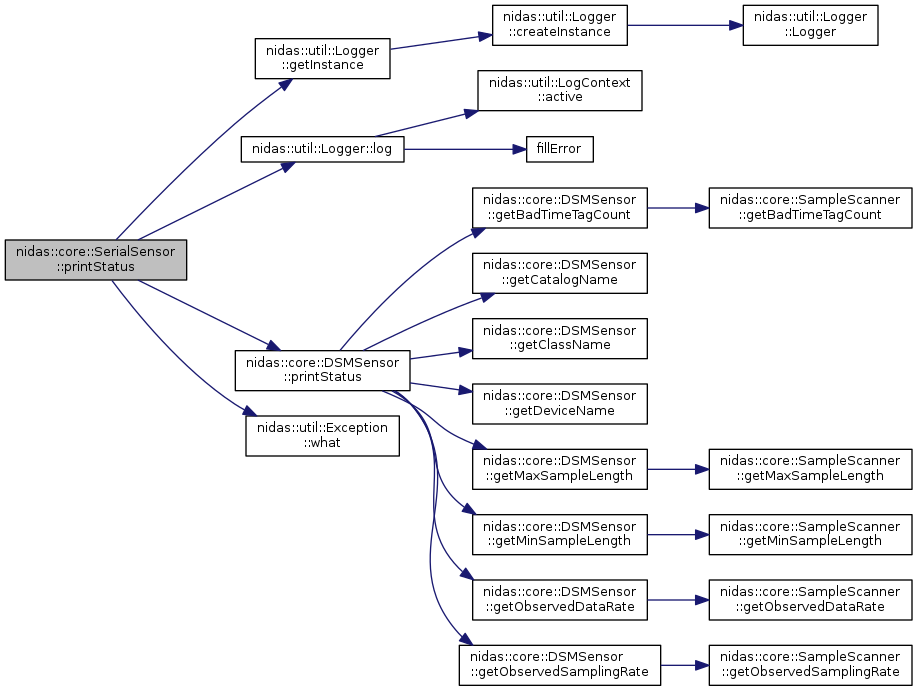 nidas::core::SerialSensor
::printStatus
nidas::util::Logger
::getInstance
nidas::util::Logger
::createInstance
nidas::util::Logger
::Logger
nidas::util::Logger::log
nidas::util::LogContext
::active
fillError
nidas::core::DSMSensor
::printStatus
nidas::core::DSMSensor
::getBadTimeTagCount
nidas::core::SampleScanner
::getBadTimeTagCount
nidas::core::DSMSensor
::getCatalogName
nidas::core::DSMSensor
::getClassName
nidas::core::DSMSensor
::getDeviceName
nidas::core::DSMSensor
::getMaxSampleLength
nidas::core::SampleScanner
::getMaxSampleLength
nidas::core::DSMSensor
::getMinSampleLength
nidas::core::SampleScanner
::getMinSampleLength
nidas::core::DSMSensor
::getObservedDataRate
nidas::core::SampleScanner
::getObservedDataRate
nidas::core::DSMSensor
::getObservedSamplingRate
nidas::core::SampleScanner
::getObservedSamplingRate
nidas::util::Exception
::what